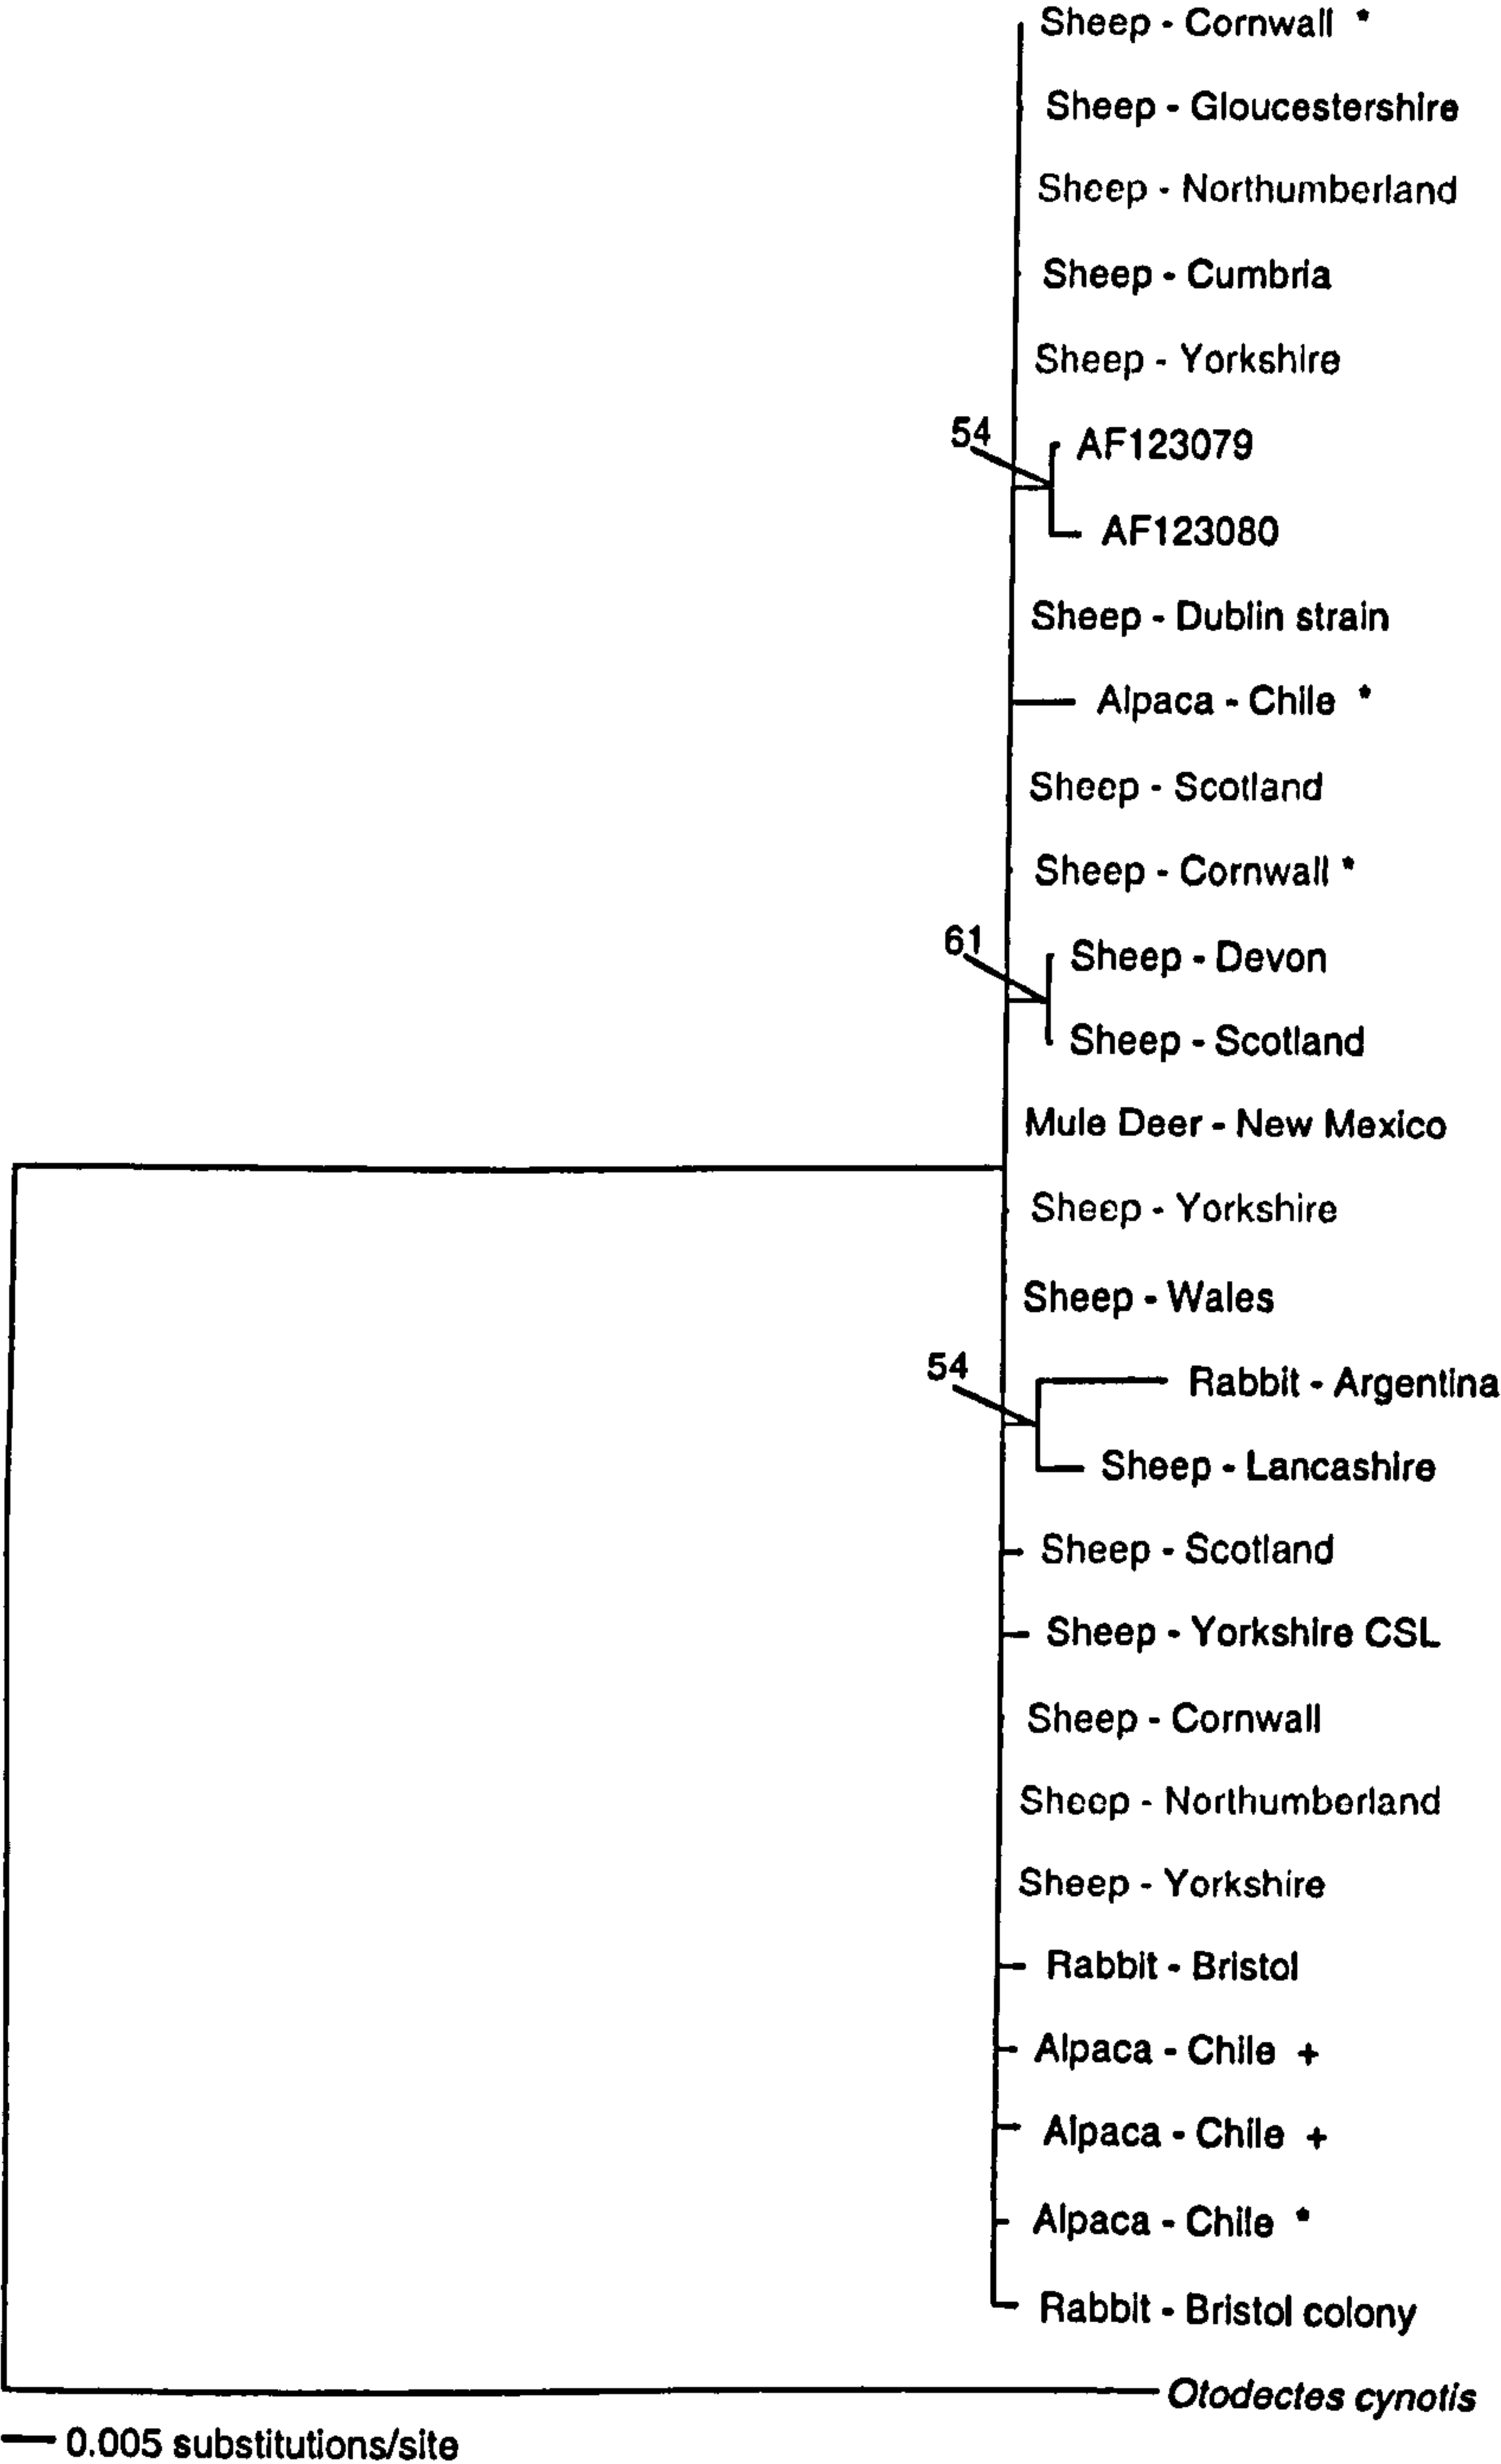 Sheep - Cornwall *
Sheep - Gloucestershire
Sheep - Northumberland
Sheep - Cumbria
Sheep - Yorkshire
54
AF123079
AF123080
Sheep - Dublin strain
Alpaca - Chile *
Sheep - Scotland
Sheep - Cornwall *
61
Sheep - Devon
Sheep - Scotland
Mule Deer - New Mexico
Sheep - Yorkshire
Sheep - Wales
54
Rabbit - Argentina
Sheep - Lancashire
Sheep - Scotland
Sheep - Yorkshire CSL
Sheep - Cornwall
Sheep - Northumberland
Sheep - Yorkshire
Rabbit - Bristol
Alpaca - Chile +
Alpaca - Chile +
Alpaca - Chile *
Rabbit - Bristol colony
Otodectes cynotis
0.005 substitutions/site